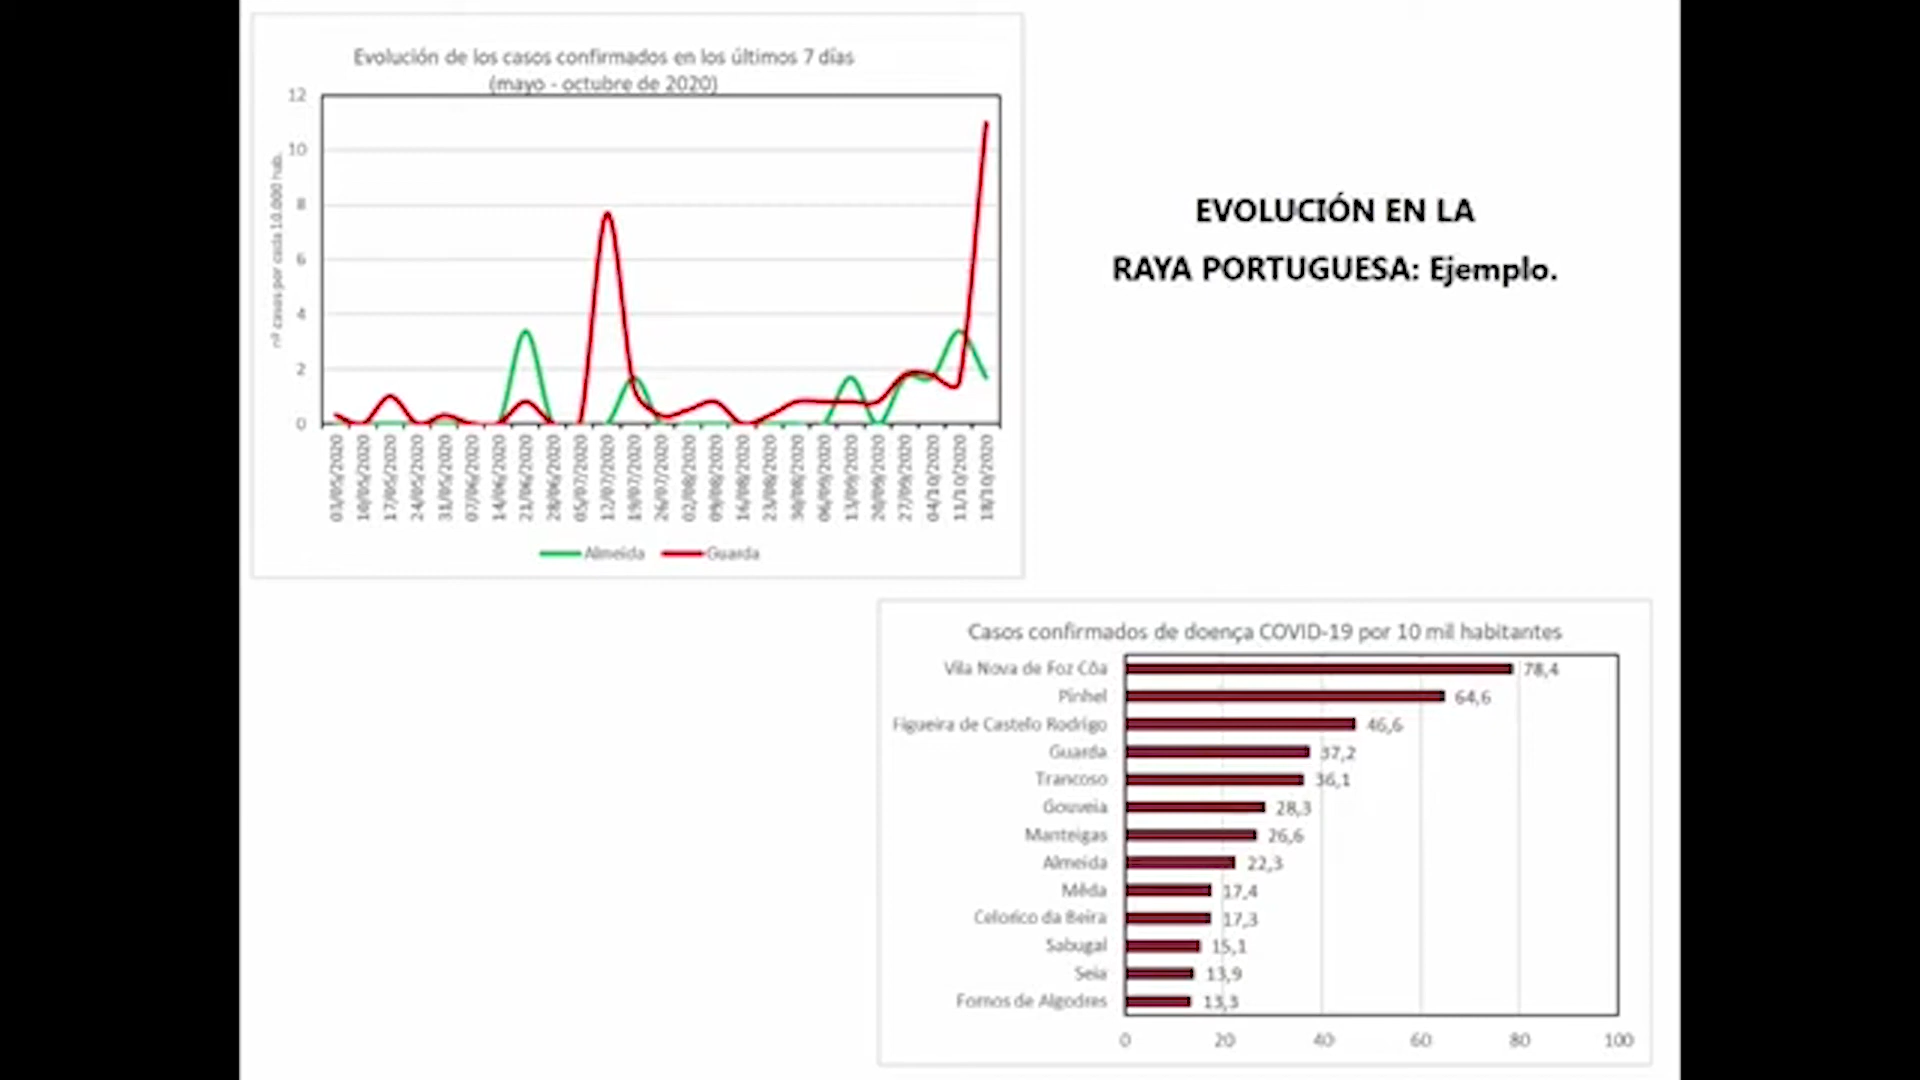 Evolución de los casos confirmados en los últimos 7 días
(mayo - octubre de 2020)
nº casos por cada 10.000 hab.
12
10
8
6
4
2
0
03/05/2020
10/05/2020
17/05/2020
24/05/2020
31/05/2020
07/06/2020
14/06/2020
21/06/2020
28/06/2020
05/07/2020
12/07/2020
19/07/2020
26/07/2020
02/08/2020
09/08/2020
16/08/2020
23/08/2020
30/08/2020
06/09/2020
13/09/2020
20/09/2020
27/09/2020
04/10/2020
11/10/2020
18/10/2020
Almeida Guarda
EVOLUCIÓN EN LA
RAYA PORTUGUESA: Ejemplo.
Casos confirmados de doença COVID-19 por 10 mil habitantes
Vila Nova de Foz Côa 78,4
Pinhel 64,6
Figueira de Castelo Rodrigo 46,6
Guarda 37,2
Trancoso 36,1
Gouveia 28,3
Manteigas 26,6
Almeida 22,3
Mêda 17,4
Celorico da Beira 17,3
Sabugal 15,1
Seia 13,9
Fornos de Algodres 13,3
0 20 40 60 80 100